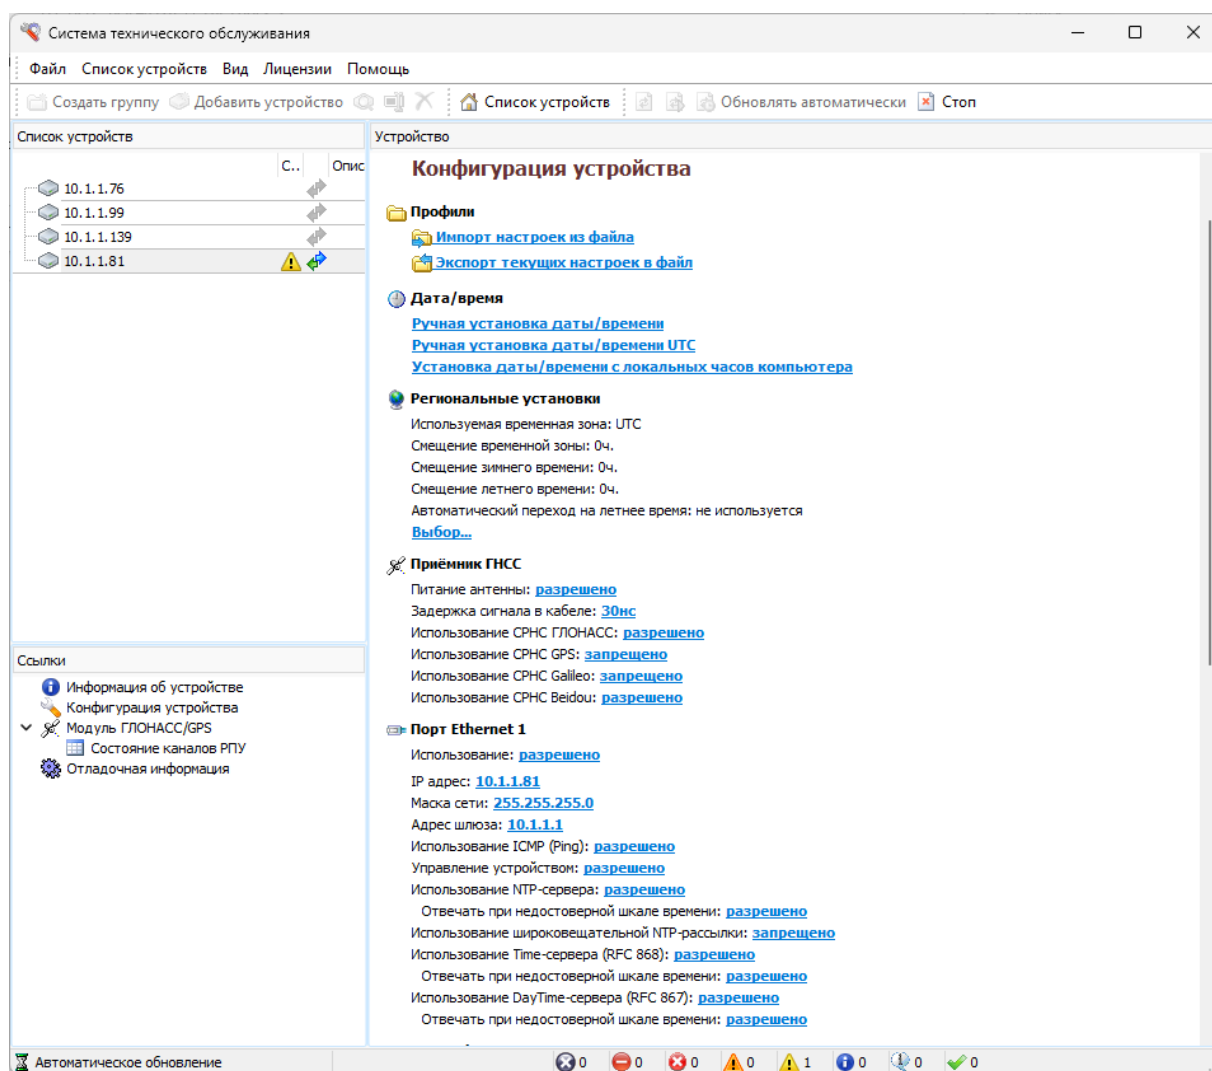 Система технического обслуживания
Файл Список устройств Вид Лицензии Помощь
Создать группу Добавить устройство Список устройств Обновлять автоматически Стоп
Список устройств
С.. Опис
10.1.1.76
10.1.1.99
10.1.1.139
10.1.1.81
Ссылки
Информация об устройстве
Конфигурация устройства
Модуль ГЛОНАСС/GPS
Состояние каналов РПУ
Отладочная информация
Устройство
Конфигурация устройства
Профили
Импорт настроек из файла
Экспорт текущих настроек в файл
Дата/время
Ручная установка даты/времени
Ручная установка даты/времени UTC
Установка даты/времени с локальных часов компьютера
Региональные установки
Используемая временная зона: UTC
Смещение временной зоны: 0ч.
Смещение зимнего времени: 0ч.
Смещение летнего времени: 0ч.
Автоматический переход на летнее время: не используется
Выбор...
Приёмник ГНСС
Питание антенны: разрешено
Задержка сигнала в кабеле: 30нс
Использование СРНС ГЛОНАСС: разрешено
Использование СРНС GPS: запрещено
Использование СРНС Galileo: запрещено
Использование СРНС Beidou: разрешено
Порт Ethernet 1
Использование: разрешено
IP адрес: 10.1.1.81
Маска сети: 255.255.255.0
Адрес шлюза: 10.1.1.1
Использование ICMP (Ping): разрешено
Управление устройством: разрешено
Использование NTP-сервера: разрешено
Отвечать при недостоверной шкале времени: разрешено
Использование широковещательной NTP-рассылки: запрещено
Использование Time-сервера (RFC 868): разрешено
Отвечать при недостоверной шкале времени: разрешено
Использование DayTime-сервера (RFC 867): разрешено
Отвечать при недостоверной шкале времени: разрешено
Автоматическое обновление 0 0 0 0 1 0 0 0